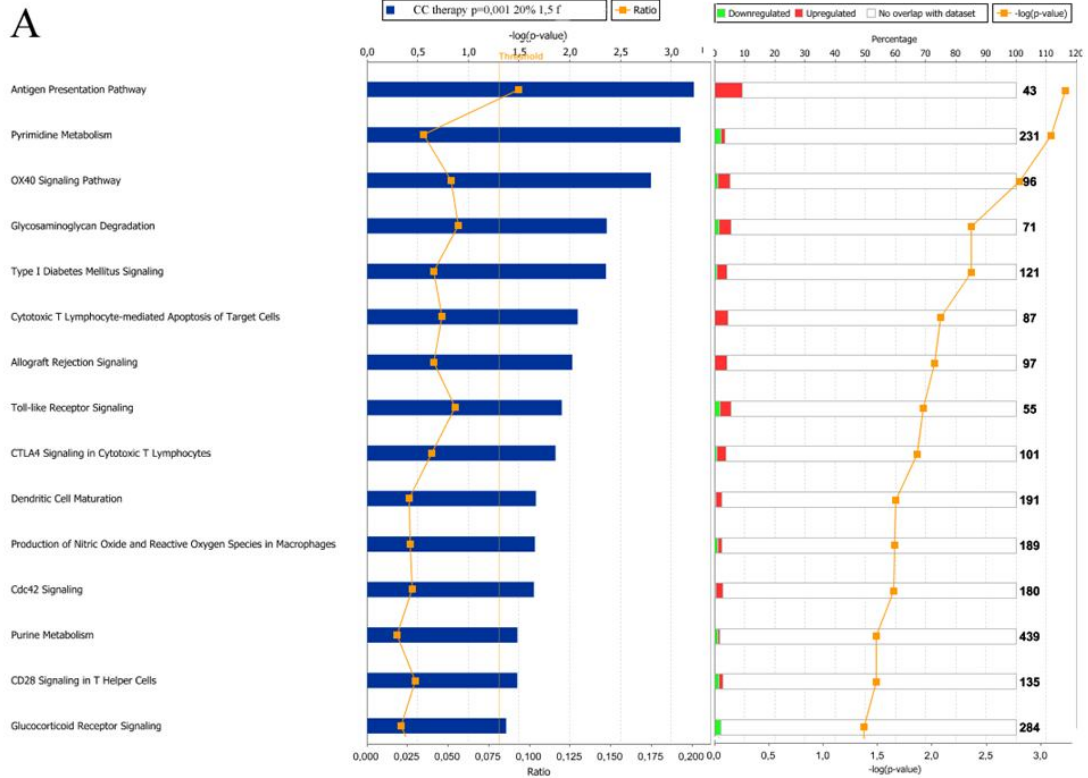 A
CC therapy p=0,001 20% 1,5 f Ratio
Downregulated Upregulated No overlap with dataset -log(p-value)
-log(p-value)
0,0 0,5 1,0 1,5 2,0 2,5 3,0
Threshold
Percentage
0 10 20 30 40 50 60 70 80 90 100 110 120
Antigen Presentation Pathway 43
Pyrimidine Metabolism 231
OX40 Signaling Pathway 96
Glycosaminoglycan Degradation 71
Type I Diabetes Mellitus Signaling 121
Cytotoxic T Lymphocyte-mediated Apoptosis of Target Cells 87
Allograft Rejection Signaling 97
Toll-like Receptor Signaling 55
CTLA4 Signaling in Cytotoxic T Lymphocytes 101
Dendritic Cell Maturation 191
Production of Nitric Oxide and Reactive Oxygen Species in Macrophages 189
Cdc42 Signaling 180
Purine Metabolism 439
CD28 Signaling in T Helper Cells 135
Glucocorticoid Receptor Signaling 284
0,000 0,025 0,050 0,075 0,100 0,125 0,150 0,175 0,200
Ratio
0,0 0,5 1,0 1,5 2,0 2,5 3,0
-log(p-value)